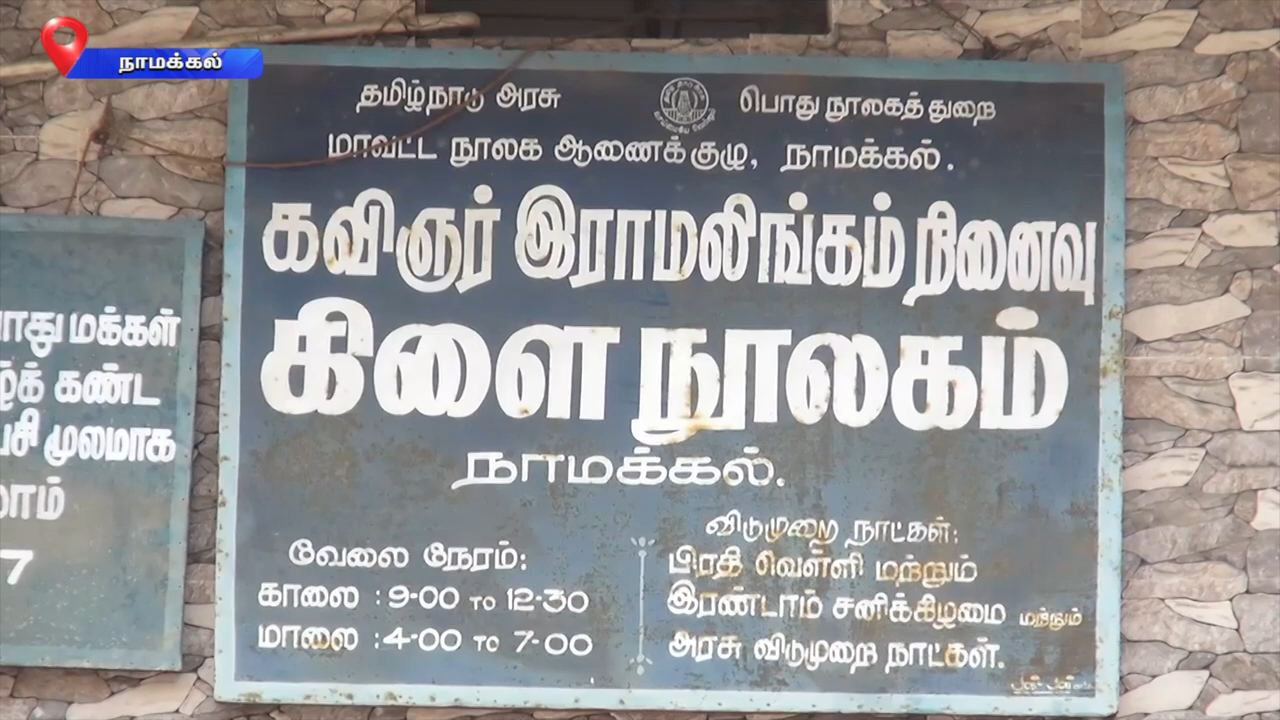 நாமக்கல்
தமிழ்நாடு அரசு பொது நூலகத்துறை
மாவட்ட நூலக ஆணைக்குழு, நாமக்கல்.
கவிஞர் இராமலிங்கம் நினைவு
கிளை நூலகம்
நாமக்கல்.
வேலை நேரம்:
காலை : 9-00 TO 12-30
மாலை : 4-00 TO 7-00
விடுமுறை நாட்கள்:
பிரதி வெள்ளி மற்றும்
இரண்டாம் சனிக்கிழமை மற்றும்
அரசு விடுமுறை நாட்கள்.
மக்கள்
கண்ட
மூலமாக
7